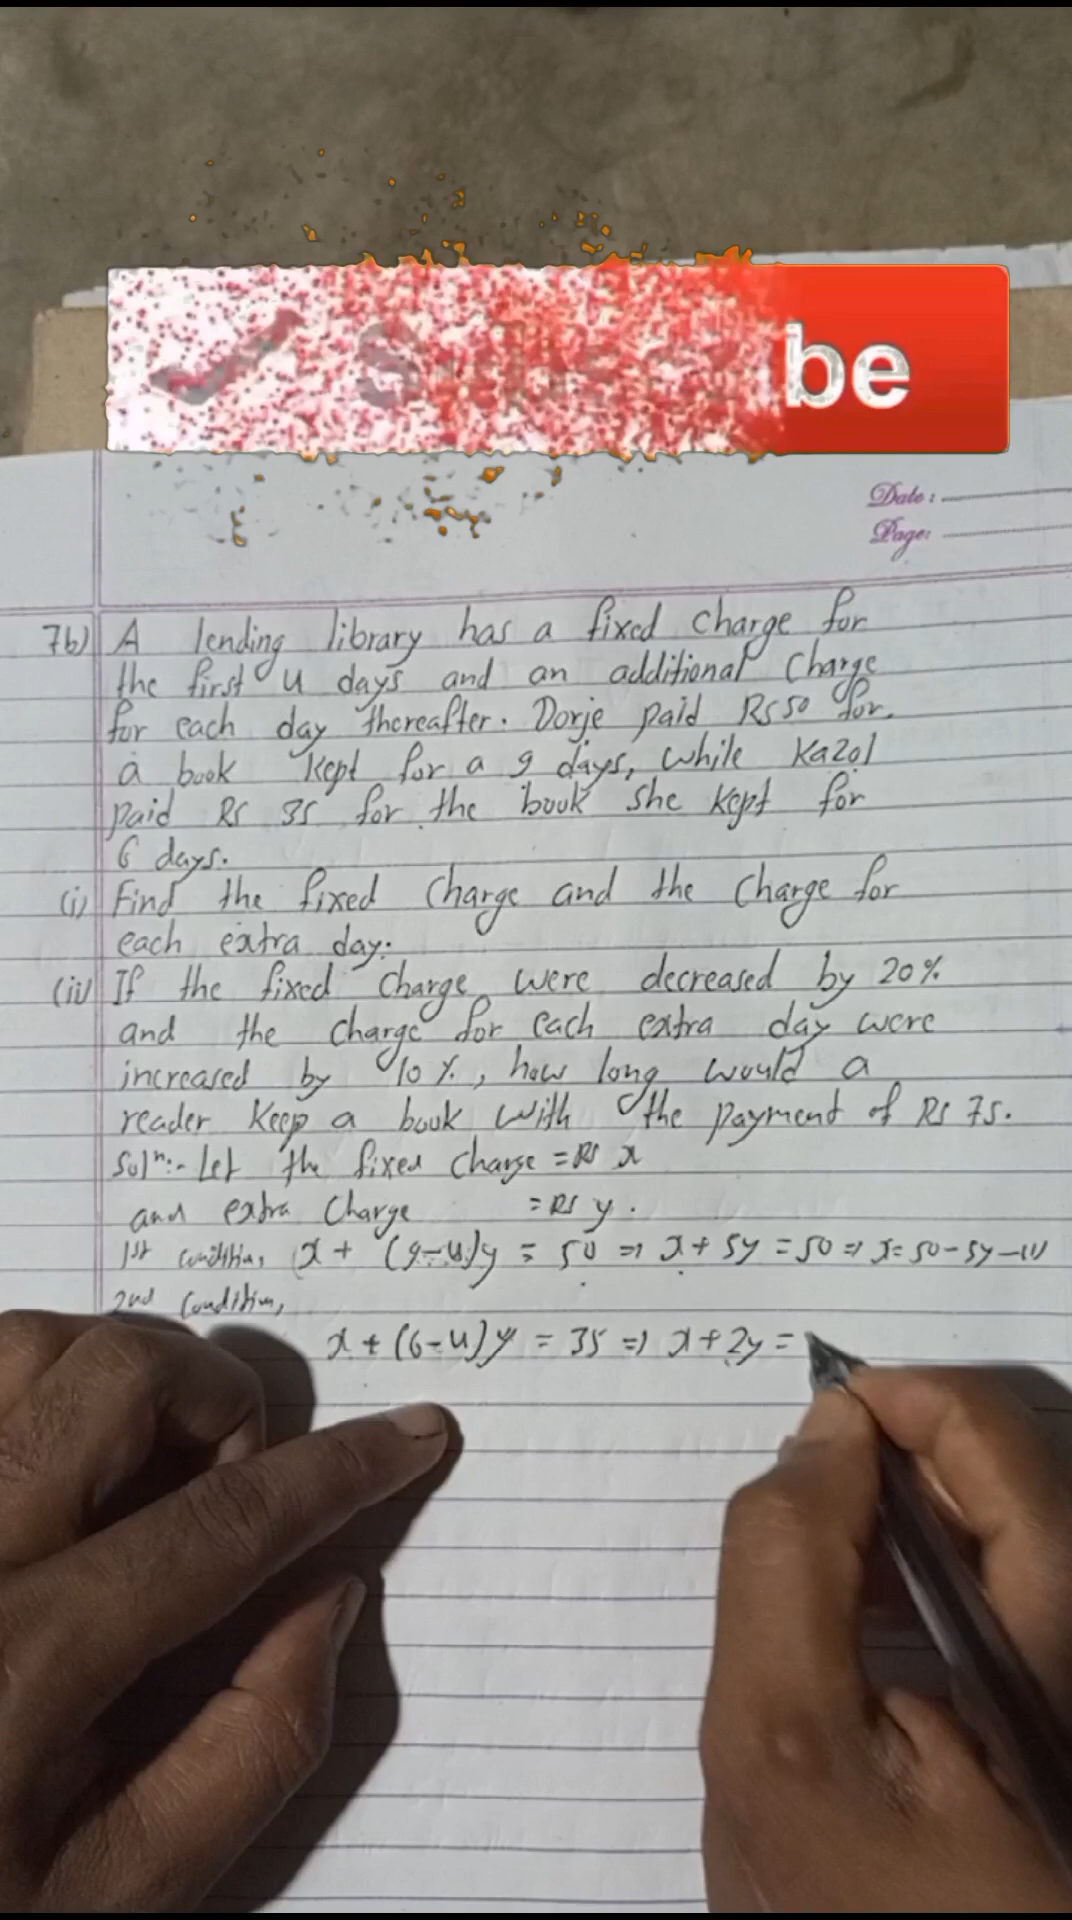 be
Date:
Page:
7b) A lending library has a fixed charge for
the first 4 days and an additional charge
for each day thereafter. Dorje paid Rs 50 for
a book kept for a 9 days, while Kazol
paid Rs 35 for the book she kept for
6 days.
(i) Find the fixed charge and the charge for
each extra day.
(ii) If the fixed charge were decreased by 20%
and the charge for each extra day were
increased by 10%, how long would a
reader keep a book with the payment of Rs 75.
Solⁿ:- Let the fixed charge = Rs x
and extra charge = Rs y.
1st condition, x + (9-4)y = 50 => x + 5y = 50 => x = 50 - 5y - (i)
2nd condition,
x + (6-4)y = 35 => x + 2y =